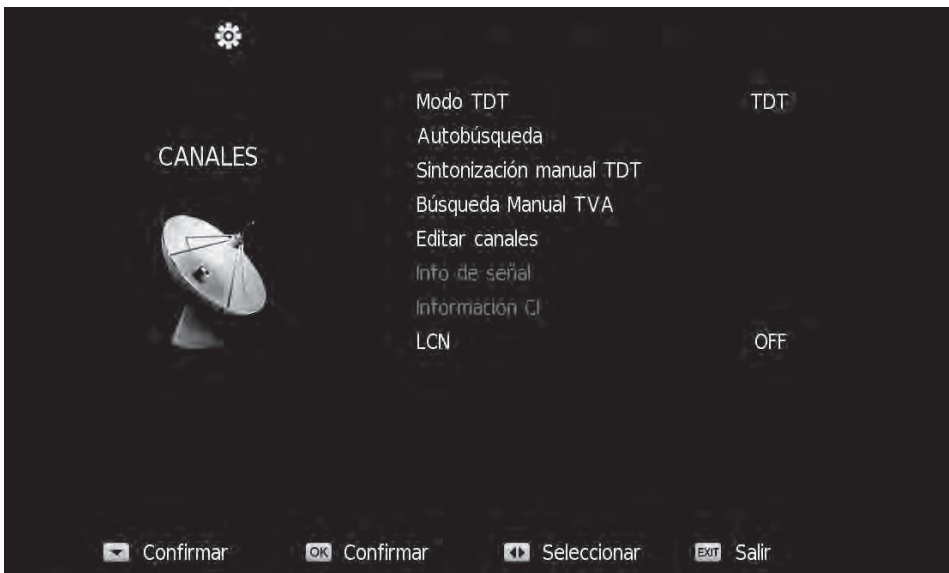 CANALES
Modo TDT TDT
Autobúsqueda
Sintonización manual TDT
Búsqueda Manual TVA
Editar canales
Info de señal
Información CI
LCN OFF
Confirmar OK Confirmar Seleccionar EXIT Salir